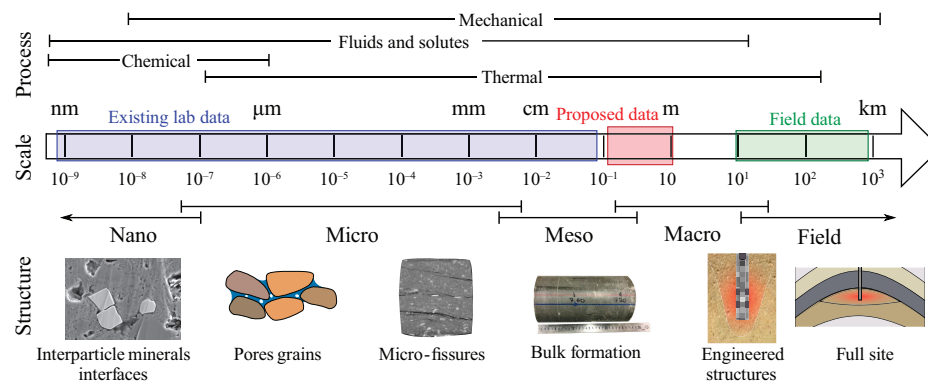 Process
Mechanical
Fluids and solutes
Chemical
Thermal
Scale
nm μm mm cm m km
Existing lab data Proposed data Field data
10⁻⁹ 10⁻⁸ 10⁻⁷ 10⁻⁶ 10⁻⁵ 10⁻⁴ 10⁻³ 10⁻² 10⁻¹ 10 10¹ 10² 10³
Nano Micro Meso Macro Field
Structure
Interparticle minerals
interfaces
Pores grains
Micro-fissures
Bulk formation
Engineered
structures
Full site